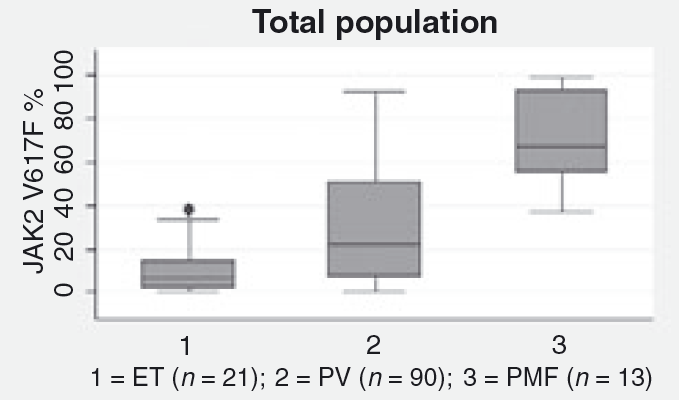 Total population
JAK2 V617F %
100
80
60
40
20
0
1 2 3
1 = ET (n = 21); 2 = PV (n = 90); 3 = PMF (n = 13)